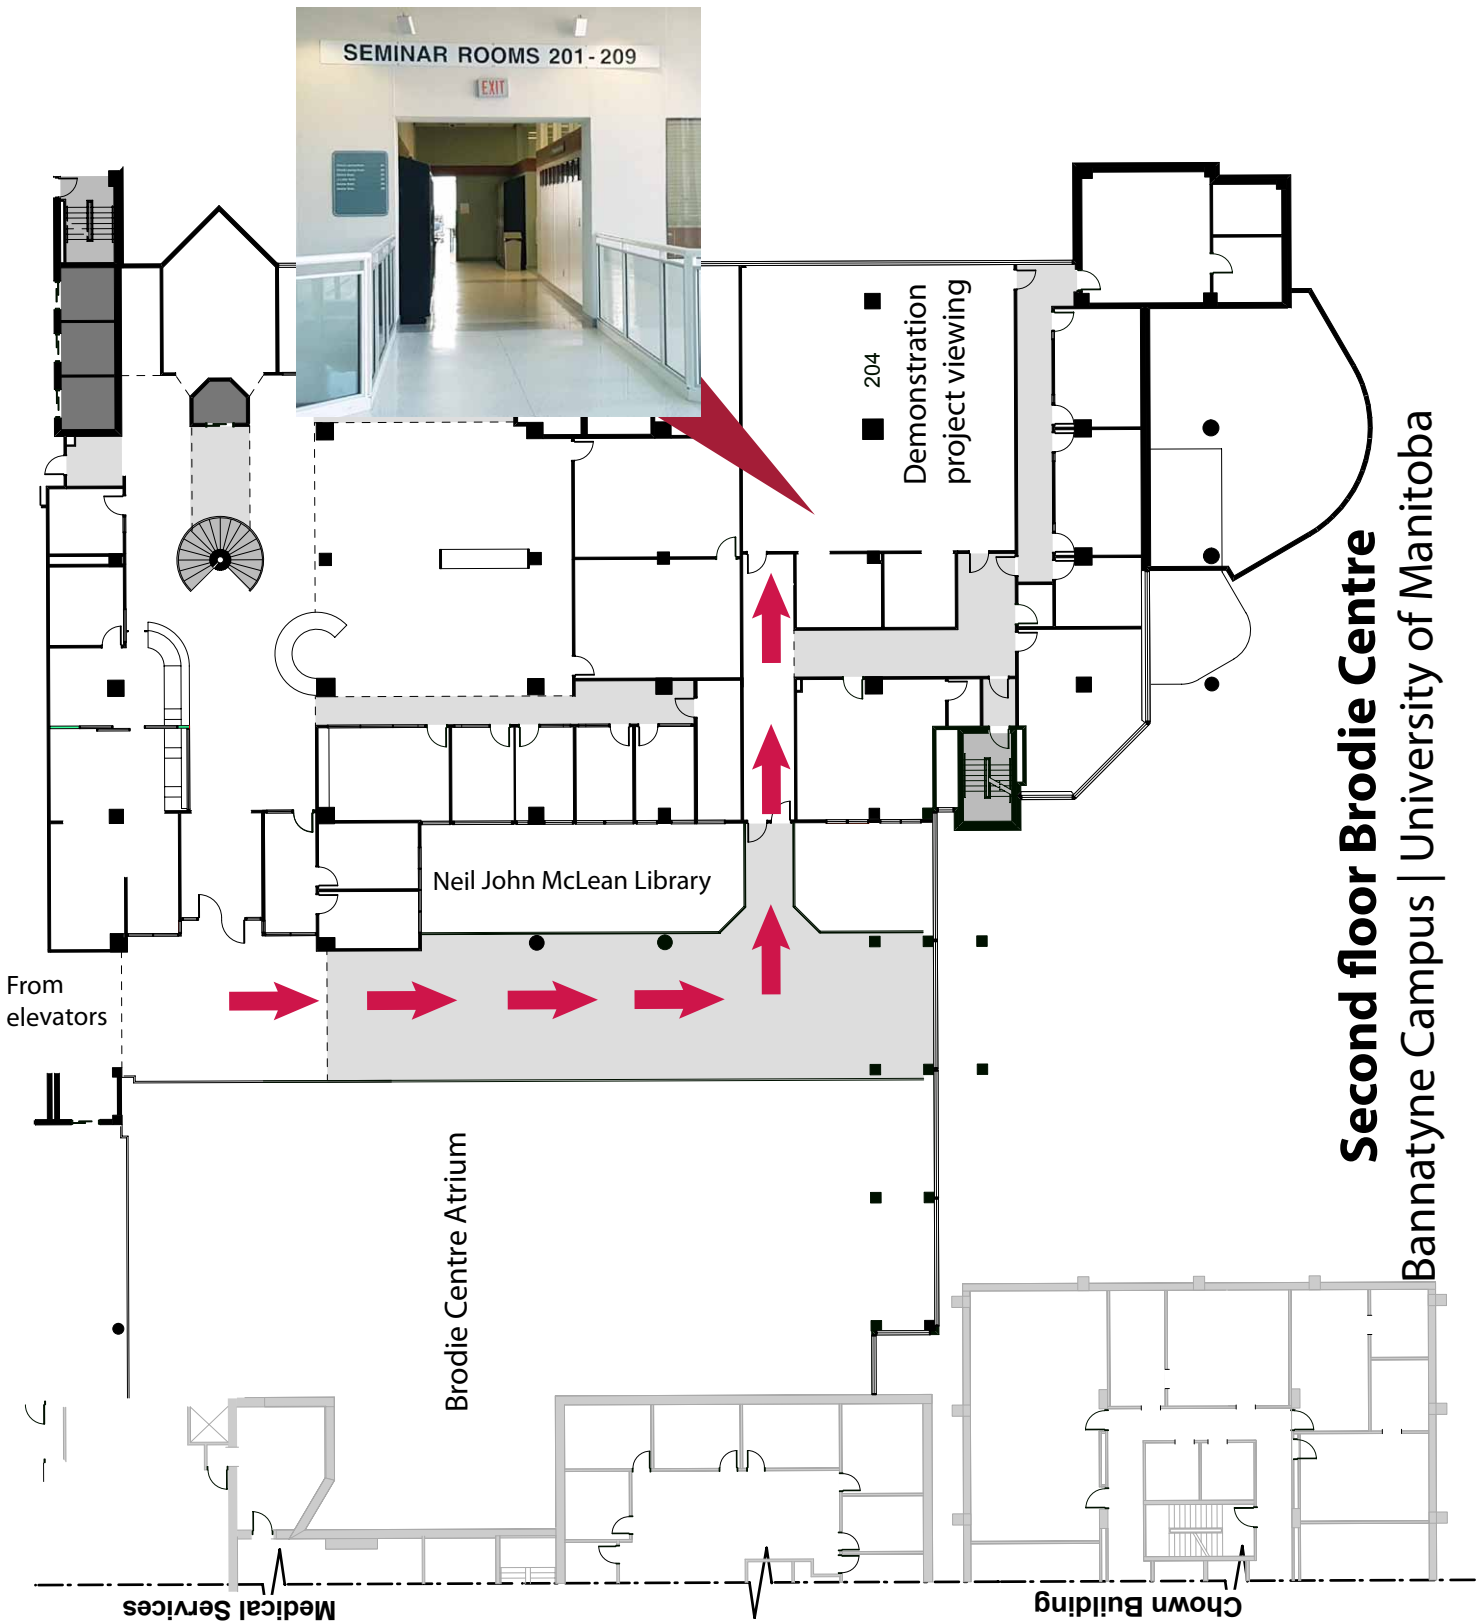 SEMINAR ROOMS 201 - 209
EXIT
204
Demonstration
project viewing
Neil John McLean Library
From
elevators
Brodie Centre Atrium
Second floor Brodie Centre
Bannatyne Campus | University of Manitoba
Medical Services
Chown Building